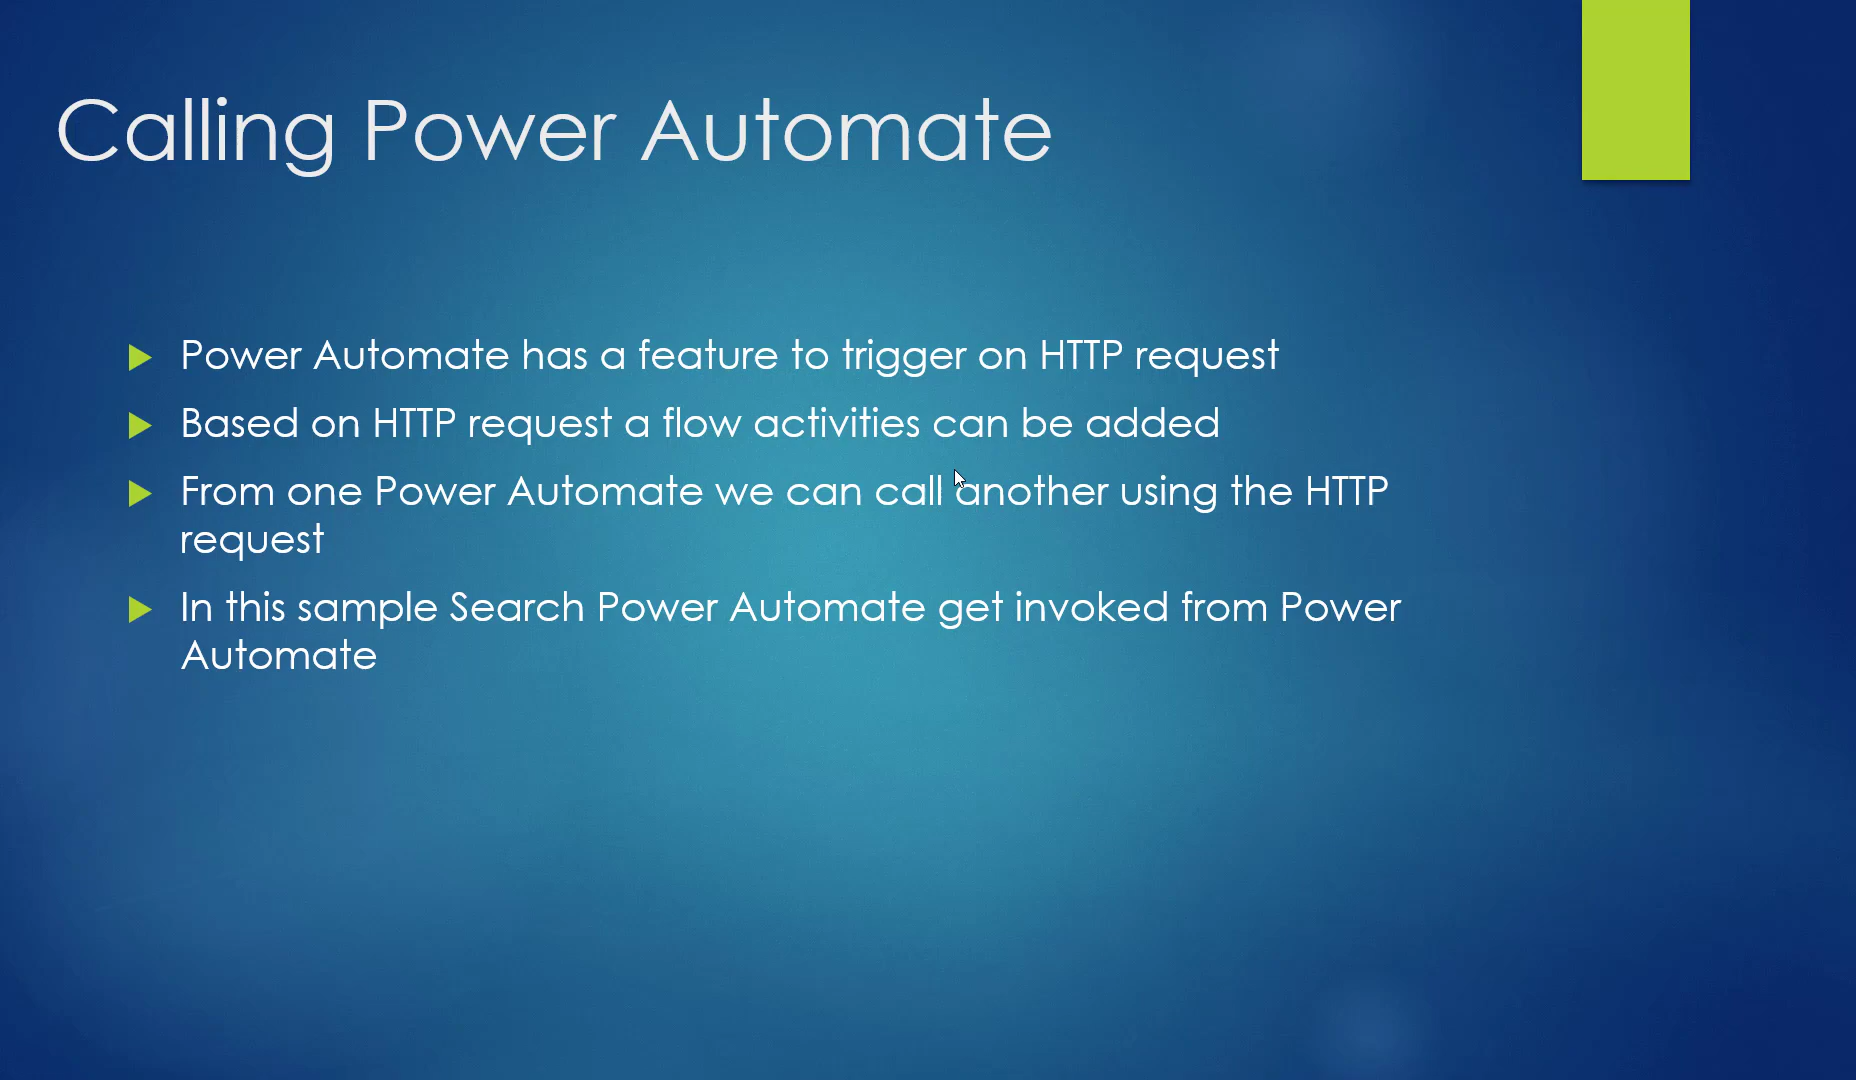 Calling Power Automate
Power Automate has a feature to trigger on HTTP request
Based on HTTP request a flow activities can be added
From one Power Automate we can call another using the HTTP
request
In this sample Search Power Automate get invoked from Power
Automate